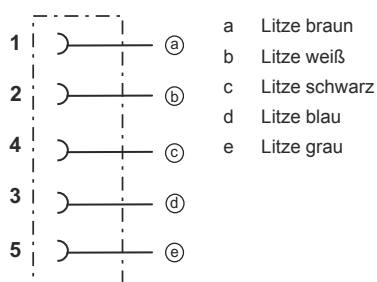 1 a
2 b
4 c
3 d
5 e
a Litze braun
b Litze weiß
c Litze schwarz
d Litze blau
e Litze grau